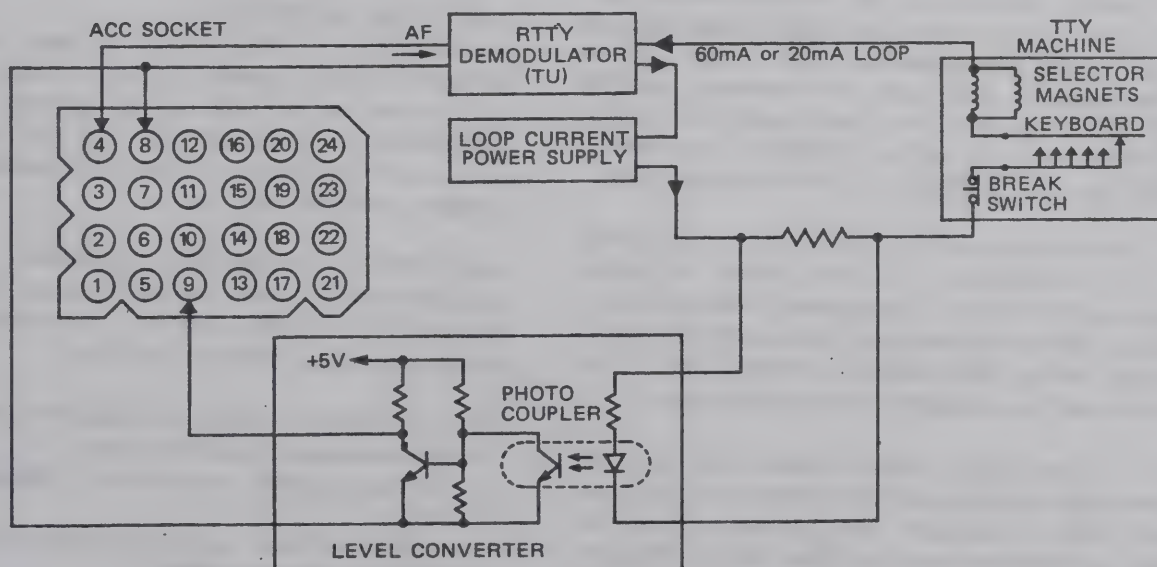 ACC SOCKET
AF
RTTY
DEMODULATOR
(TU)
60mA or 20mA LOOP
TTY
MACHINE
SELECTOR
MAGNETS
KEYBOARD
BREAK
SWITCH
LOOP CURRENT
POWER SUPPLY
4 8 12 16 20 24
3 7 11 15 19 23
2 6 10 14 18 22
1 5 9 13 17 21
+5V
PHOTO
COUPLER
LEVEL CONVERTER